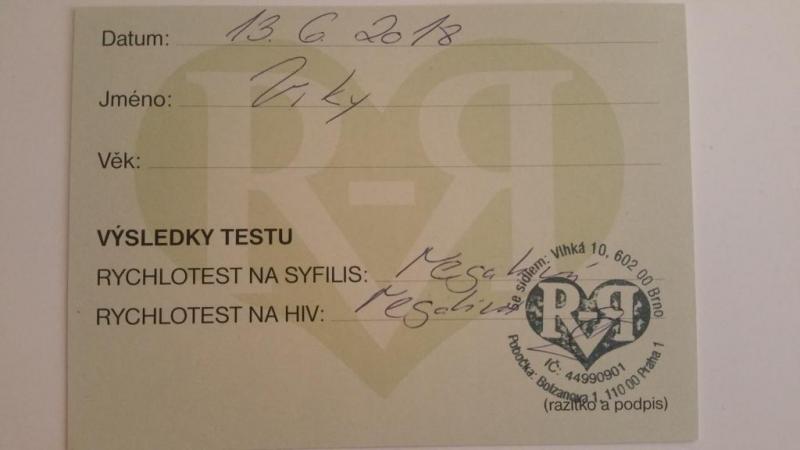 Datum: 13. 6. 2018
Jméno: Viky
Věk:
VÝSLEDKY TESTU
RYCHLOTEST NA SYFILIS: Negativní
RYCHLOTEST NA HIV: Negativní
se sídlem: Vlhká 10, 602 00 Brno
R-R
IČ: 44990901
Pobočka: Bolzanova 1, 110 00 Praha 1
(razítko a podpis)